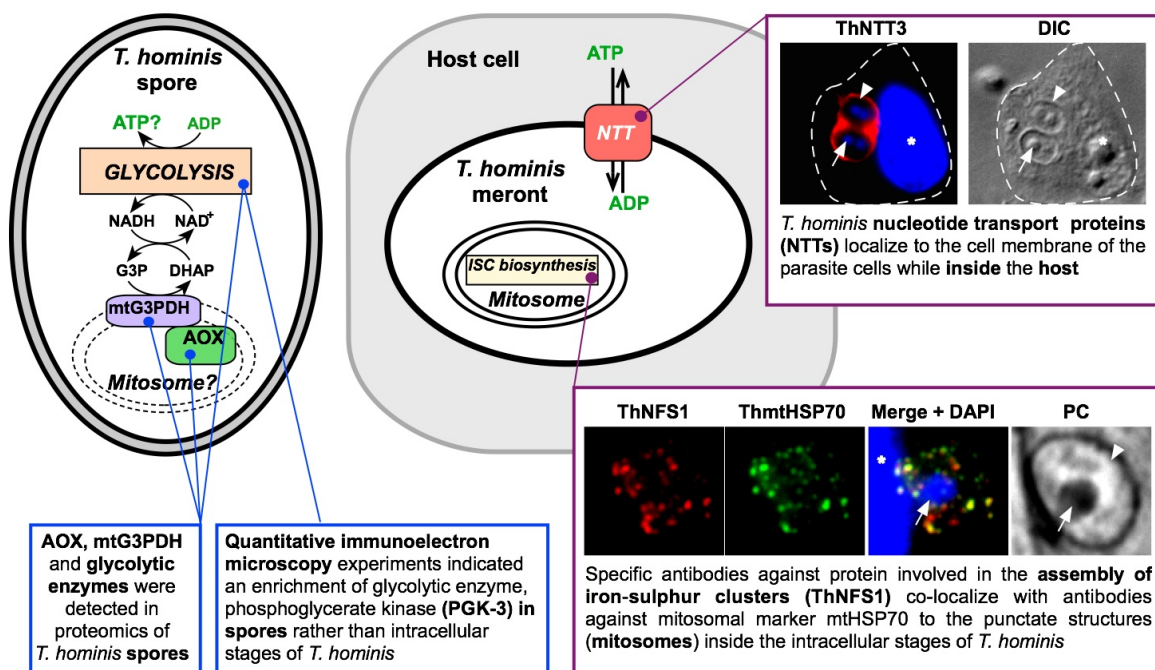 T. hominis
spore
ATP?
ADP
GLYCOLYSIS
NADH
NAD+
G3P
DHAP
mtG3PDH
AOX
Mitosome?
AOX, mtG3PDH
and glycolytic
enzymes were
detected in
proteomics of
T. hominis spores
Quantitative immunoelectron
microscopy experiments indicated
an enrichment of glycolytic enzyme,
phosphoglycerate kinase (PGK-3) in
spores rather than intracellular
stages of T. hominis
Host cell
ATP
NTT
ADP
T. hominis
meront
ISC biosynthesis
Mitosome
ThNTT3
DIC
*
*
T. hominis nucleotide transport proteins
(NTTs) localize to the cell membrane of the
parasite cells while inside the host
ThNFS1
ThmtHSP70
Merge + DAPI
PC
*
Specific antibodies against protein involved in the assembly of
iron-sulphur clusters (ThNFS1) co-localize with antibodies
against mitosomal marker mtHSP70 to the punctate structures
(mitosomes) inside the intracellular stages of T. hominis